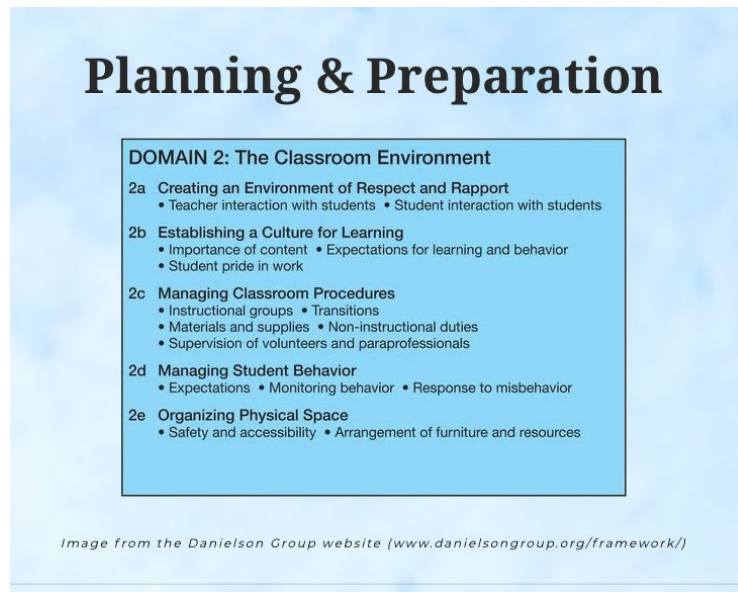 Planning & Preparation
DOMAIN 2: The Classroom Environment
2a Creating an Environment of Respect and Rapport
• Teacher interaction with students • Student interaction with students
2b Establishing a Culture for Learning
• Importance of content • Expectations for learning and behavior
• Student pride in work
2c Managing Classroom Procedures
• Instructional groups • Transitions
• Materials and supplies • Non-instructional duties
• Supervision of volunteers and paraprofessionals
2d Managing Student Behavior
• Expectations • Monitoring behavior • Response to misbehavior
2e Organizing Physical Space
• Safety and accessibility • Arrangement of furniture and resources
Image from the Danielson Group website (www.danielsongroup.org/framework/)